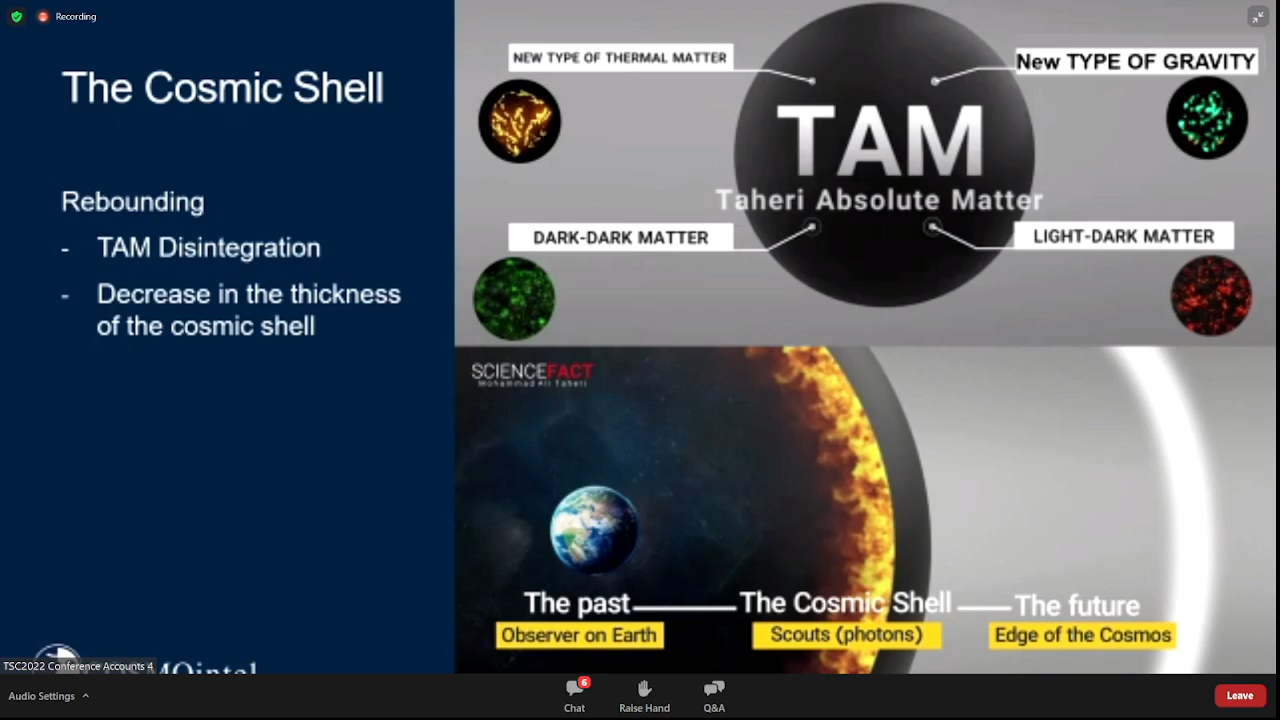 Recording
The Cosmic Shell
Rebounding
- TAM Disintegration
- Decrease in the thickness
of the cosmic shell
NEW TYPE OF THERMAL MATTER
New TYPE OF GRAVITY
TAM
Taheri Absolute Matter
DARK-DARK MATTER
LIGHT-DARK MATTER
SCIENCEFACT
Mohammad Ali Taheri
The past
The Cosmic Shell
The future
Observer on Earth
Scouts (photons)
Edge of the Cosmos
TSC2022 Conference Accounts 4
Audio Settings
6
Chat
Raise Hand
Q&A
Leave